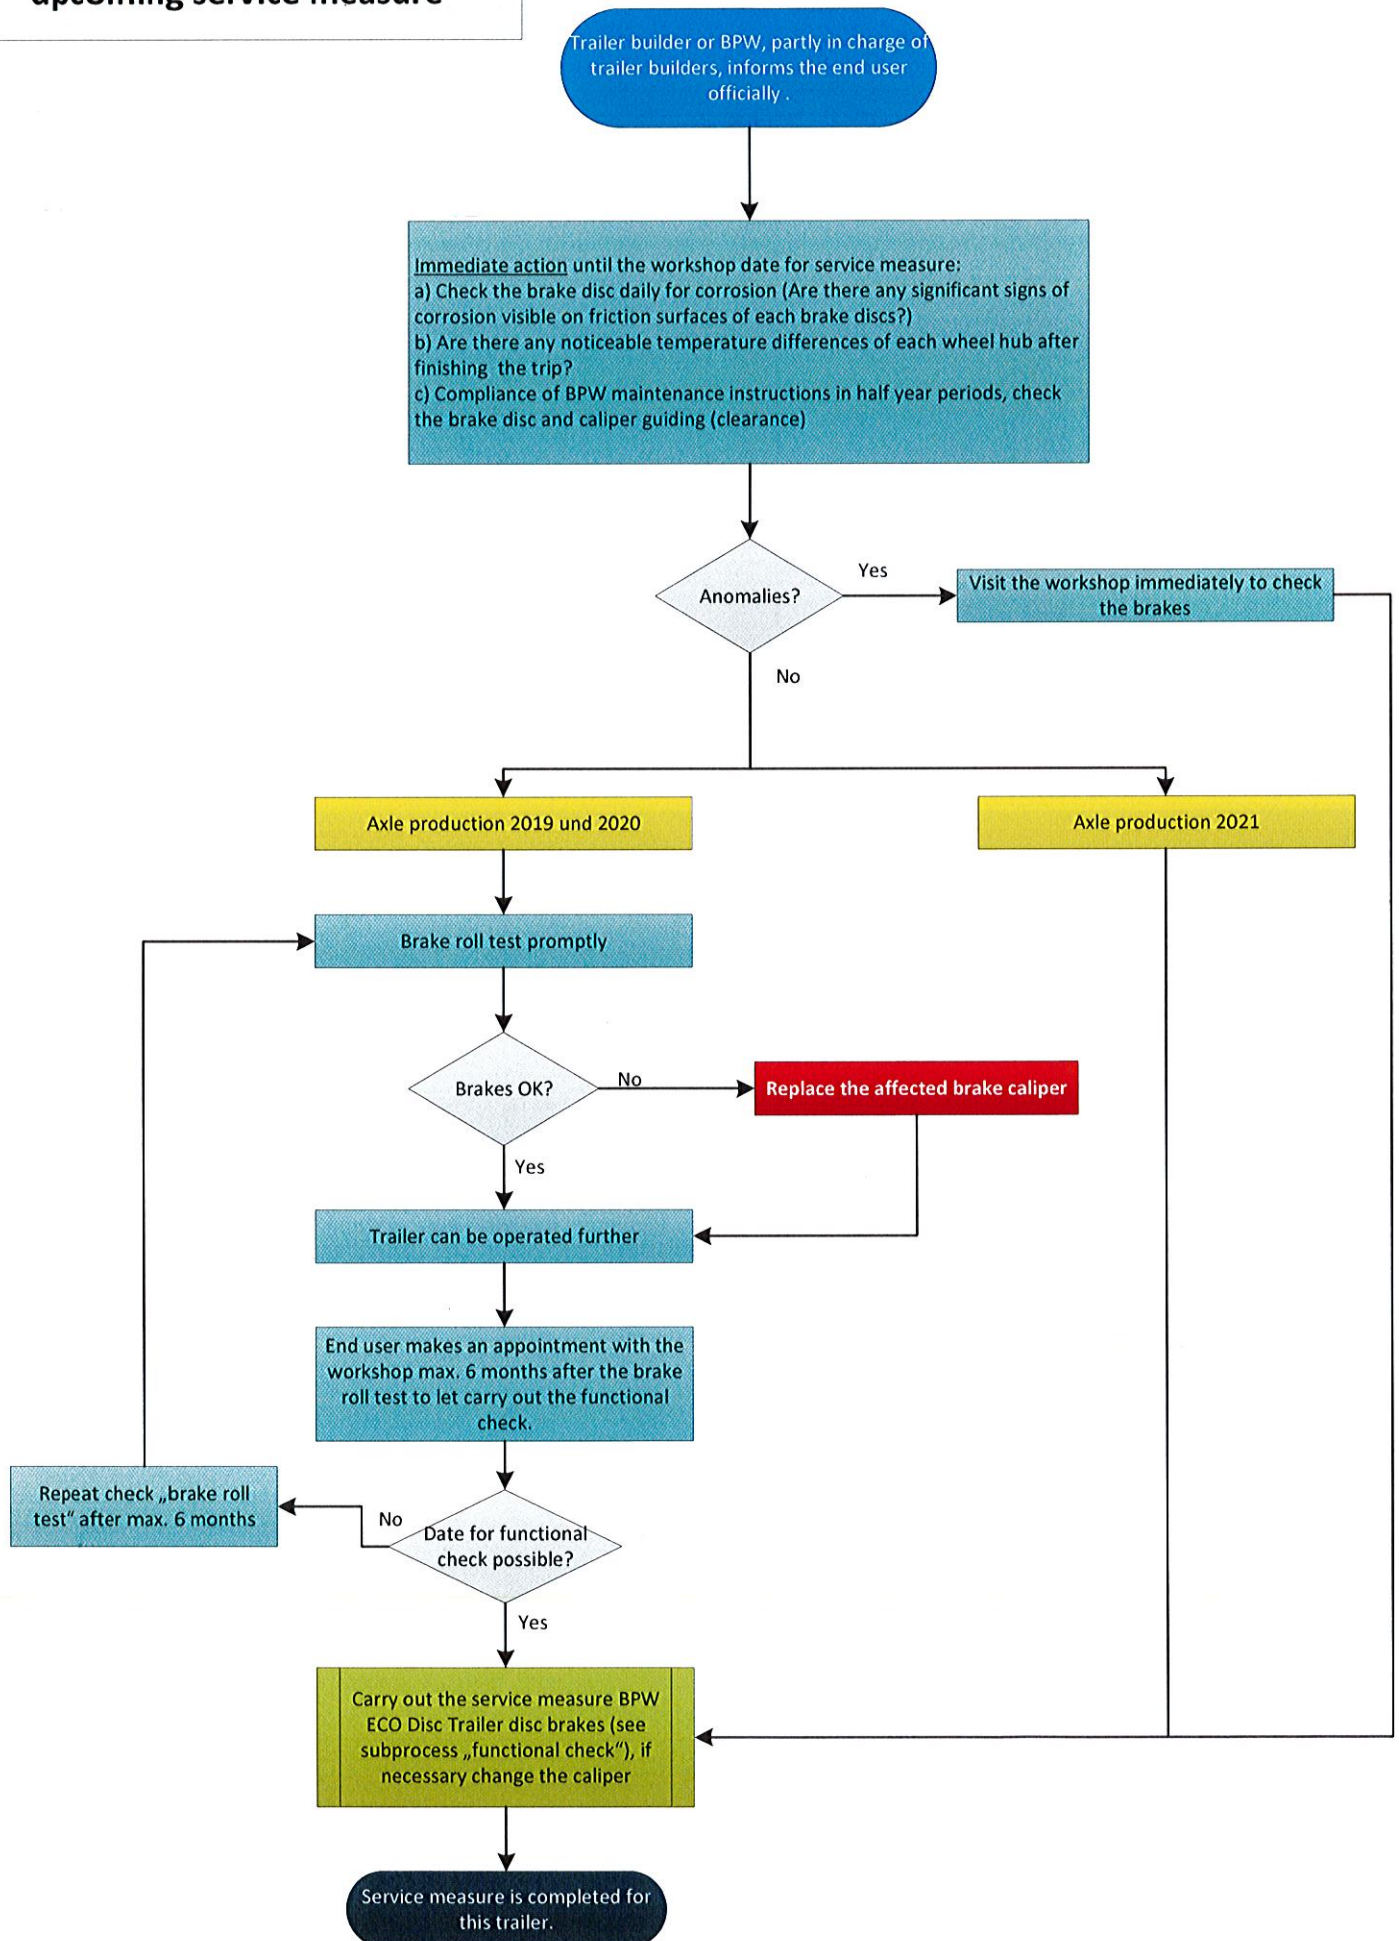 upcoming service measure
Trailer builder or BPW, partly in charge of
trailer builders, informs the end user
officially .
Immediate action until the workshop date for service measure:
a) Check the brake disc daily for corrosion (Are there any significant signs of
corrosion visible on friction surfaces of each brake discs?)
b) Are there any noticeable temperature differences of each wheel hub after
finishing the trip?
c) Compliance of BPW maintenance instructions in half year periods, check
the brake disc and caliper guiding (clearance)
Anomalies?
Yes
Visit the workshop immediately to check
the brakes
No
Axle production 2019 und 2020
Axle production 2021
Brake roll test promptly
Brakes OK?
No
Replace the affected brake caliper
Yes
Trailer can be operated further
End user makes an appointment with the
workshop max. 6 months after the brake
roll test to let carry out the functional
check.
Repeat check „brake roll
test“ after max. 6 months
No
Date for functional
check possible?
Yes
Carry out the service measure BPW
ECO Disc Trailer disc brakes (see
subprocess „functional check“), if
necessary change the caliper
Service measure is completed for
this trailer.